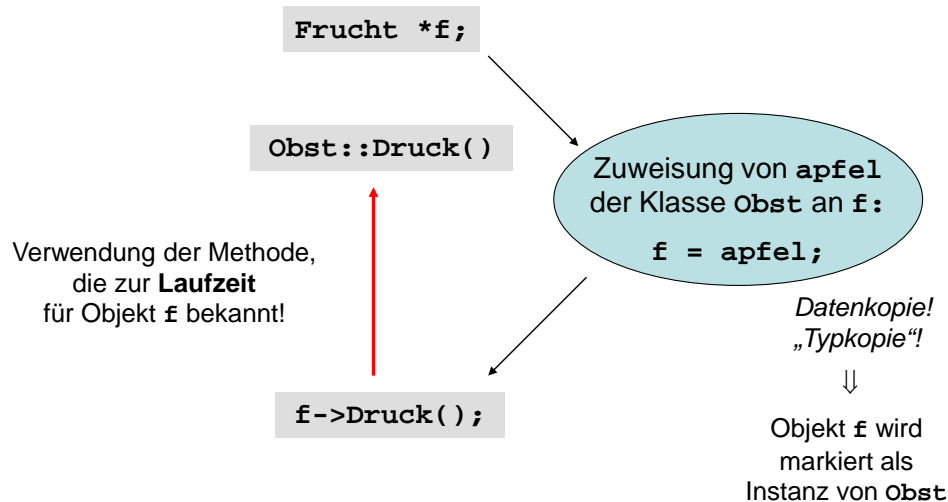 Frucht *f;
Obst::Druck()
Zuweisung von apfel
der Klasse Obst an f:
f = apfel;
Verwendung der Methode,
die zur Laufzeit
für Objekt f bekannt!
Datenkopie!
„Typkopie“!
⇓
f->Druck();
Objekt f wird
markiert als
Instanz von Obst